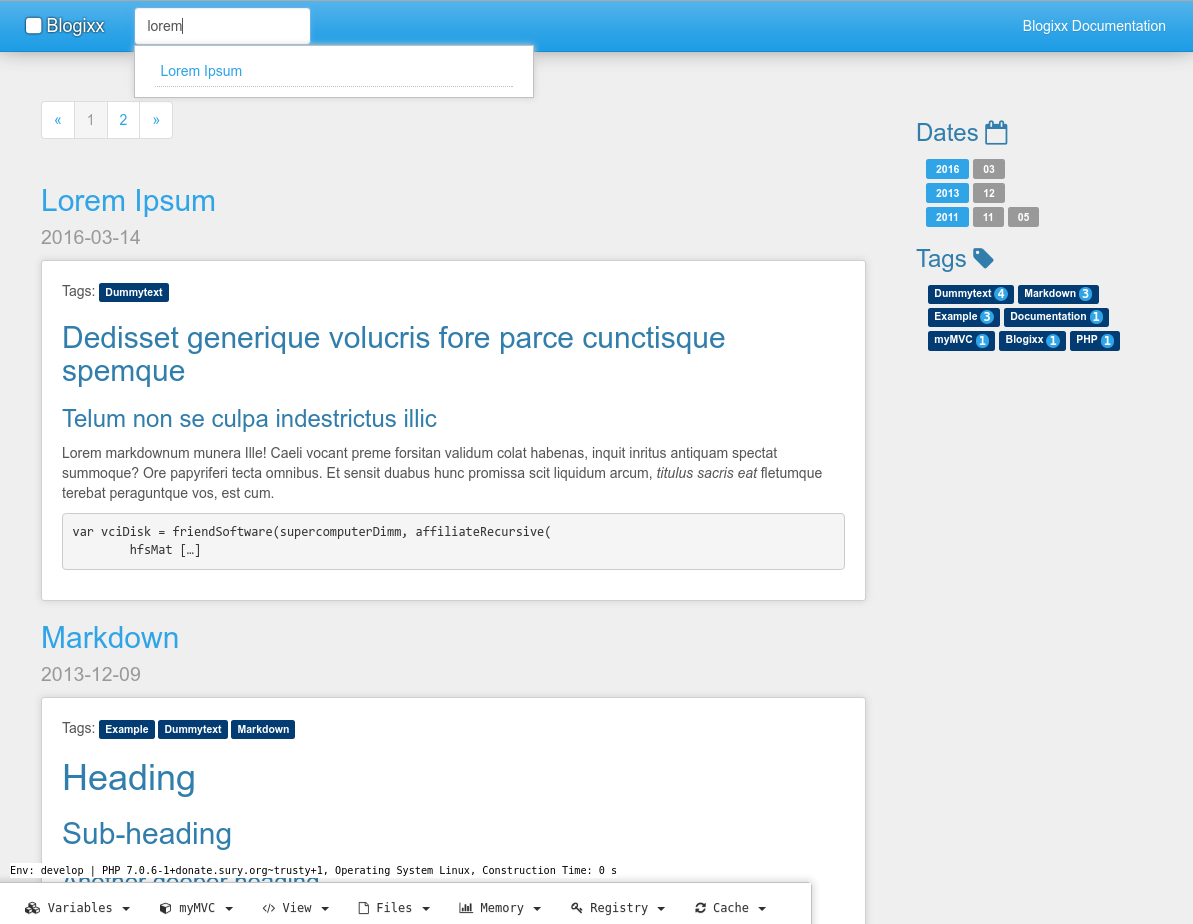 Blogixx
lorem
Blogixx Documentation
Lorem Ipsum
« 1 2 »
Lorem Ipsum
2016-03-14
Tags: Dummytext
Dedisset generique volucris fore parce cunctisque
spemque
Telum non se culpa indestrictus illic
Lorem markdownum munera Ille! Caeli vocant preme forsitan validum colat habenas, inquit inritus antiquam spectat
summoque? Ore papyriferi tecta omnibus. Et sensit duabus hunc promissa scit liquidum arcum, titulus sacris eat fletumque
terebat peraguntque vos, est cum.
var vciDisk = friendSoftware(supercomputerDimm, affiliateRecursive(
hfsMat […]
Markdown
2013-12-09
Tags: Example Dummytext Markdown
Heading
Sub-heading
Another deeper heading
Dates
2016 03
2013 12
2011 11 05
Tags
Dummytext 4 Markdown 3
Example 3 Documentation 1
myMVC 1 Blogixx 1 PHP 1
Env: develop | PHP 7.0.6-1+donate.sury.org~trusty+1, Operating System Linux, Construction Time: 0 s
Variables myMVC View Files Memory Registry Cache